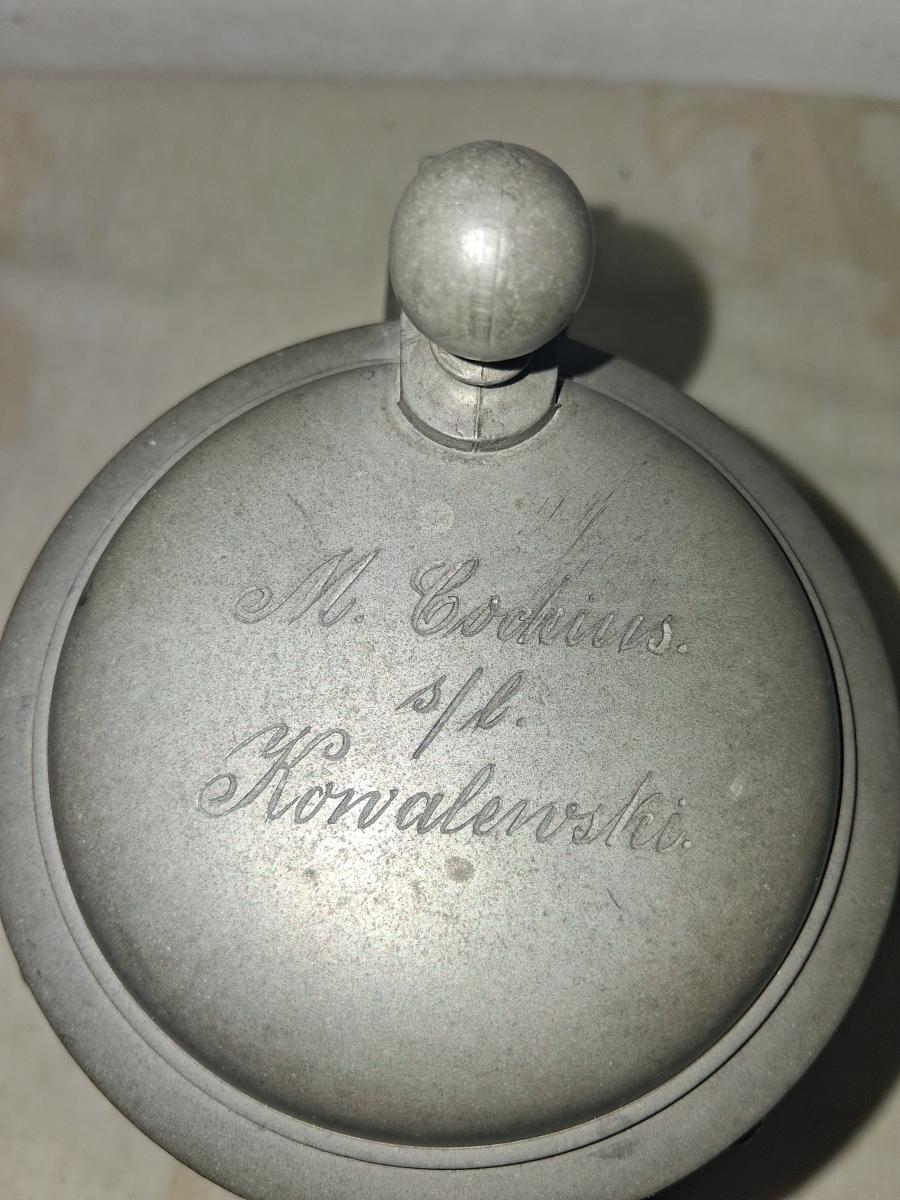 M. Cochius.
s/l.
Kowalewski.